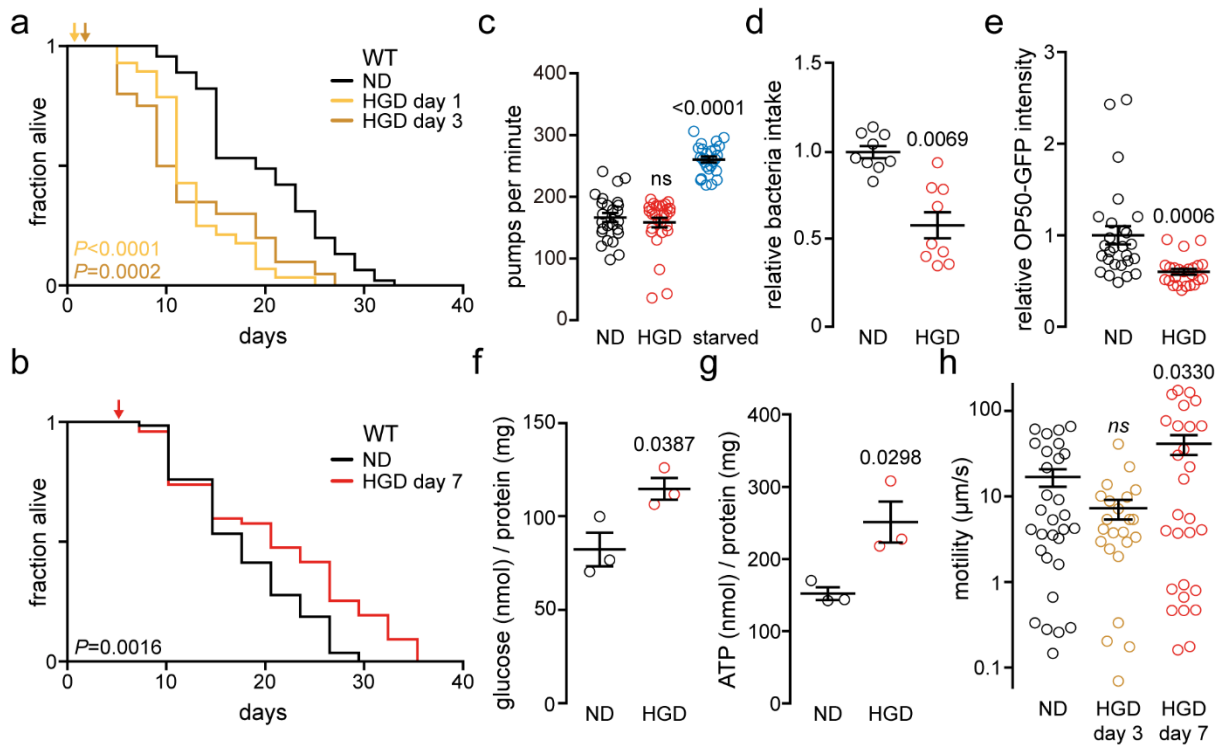 a
1
0
fraction alive
0
10
20
30
40
days
WT
ND
HGD day 1
HGD day 3
P<0.0001
P=0.0002
b
1
0
fraction alive
0
10
20
30
40
days
WT
ND
HGD day 7
P=0.0016
c
400
300
200
100
0
pumps per minute
ns
<0.0001
ND
HGD
starved
d
1.5
1.0
0.5
0
relative bacteria intake
0.0069
ND
HGD
e
3
2
1
0
relative OP50-GFP intensity
0.0006
ND
HGD
f
150
100
50
0
glucose (nmol) / protein (mg)
0.0387
ND
HGD
g
400
300
200
100
0
ATP (nmol) / protein (mg)
0.0298
ND
HGD
h
100
10
1
0.1
motility (µm/s)
ns
0.0330
ND
HGD
day 3
HGD
day 7